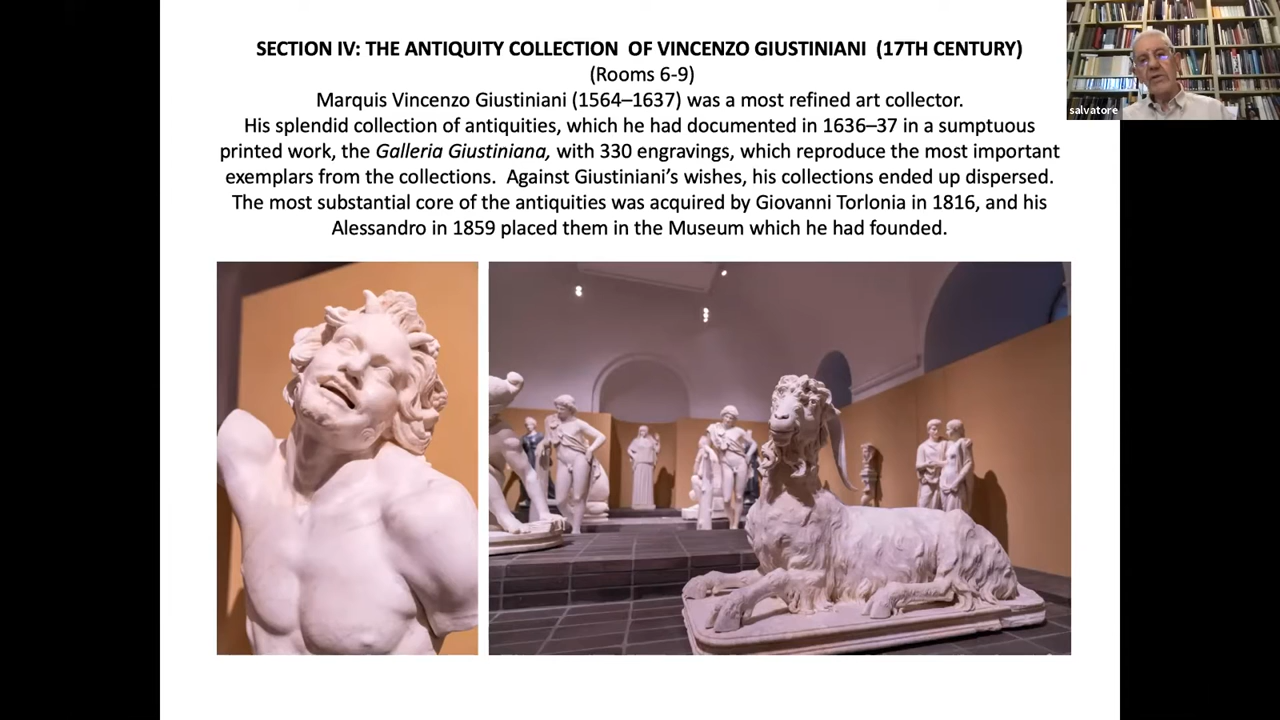 SECTION IV: THE ANTIQUITY COLLECTION OF VINCENZO GIUSTINIANI (17TH CENTURY)
(Rooms 6-9)
Marquis Vincenzo Giustiniani (1564–1637) was a most refined art collector.
His splendid collection of antiquities, which he had documented in 1636–37 in a sumptuous
printed work, the Galleria Giustiniana, with 330 engravings, which reproduce the most important
exemplars from the collections. Against Giustiniani's wishes, his collections ended up dispersed.
The most substantial core of the antiquities was acquired by Giovanni Torlonia in 1816, and his
Alessandro in 1859 placed them in the Museum which he had founded.
salvatore